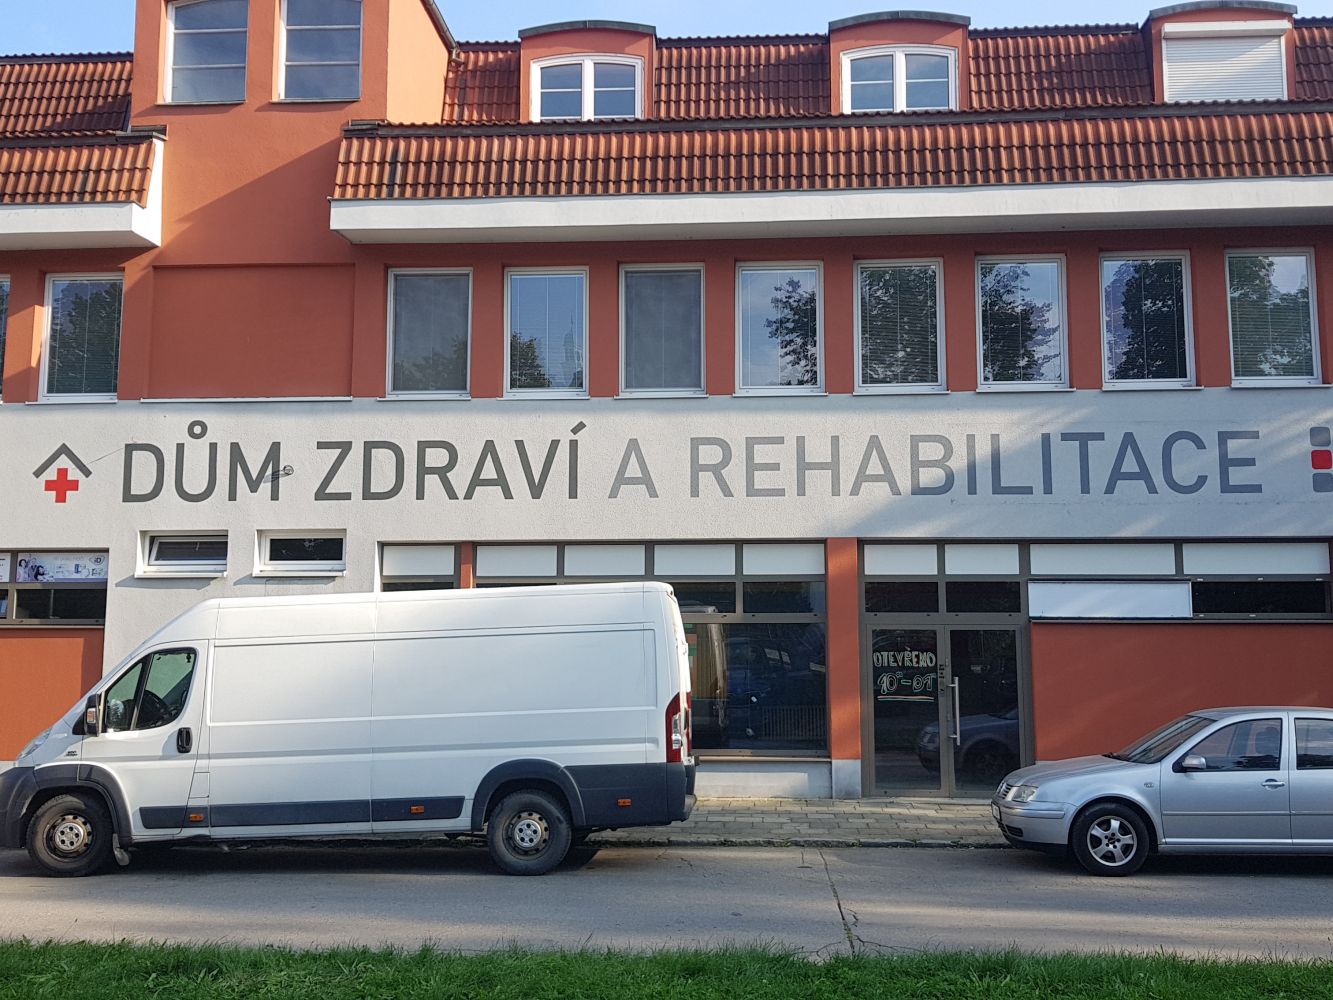 DŮM ZDRAVÍ A REHABILITACE
OTEVŘENO